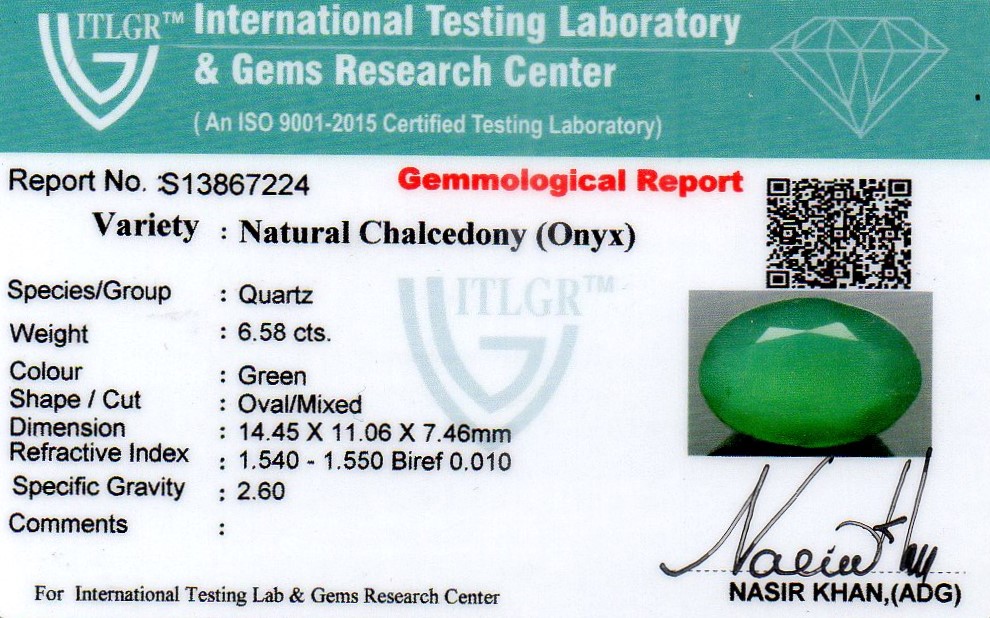 ITLGR™ International Testing Laboratory
& Gems Research Center
( An ISO 9001-2015 Certified Testing Laboratory)
Report No. :S13867224
Gemmological Report
Variety : Natural Chalcedony (Onyx)
Species/Group : Quartz
ITLGR™
Weight : 6.58 cts.
Colour : Green
Shape / Cut : Oval/Mixed
Dimension : 14.45 X 11.06 X 7.46mm
Refractive Index : 1.540 - 1.550 Biref 0.010
Specific Gravity : 2.60
Comments :
For International Testing Lab & Gems Research Center
NASIR KHAN,(ADG)